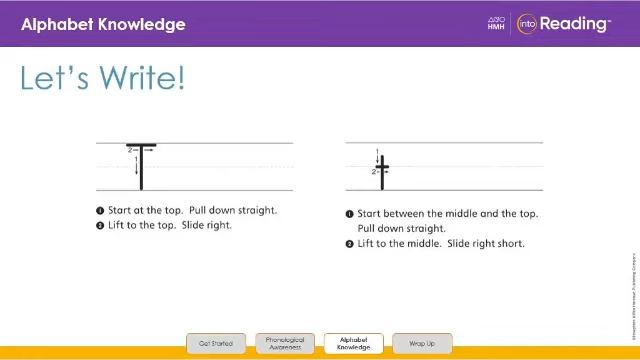 Alphabet Knowledge
HMH
into Reading™
Let's Write!
2
1
1
2
1 Start at the top. Pull down straight.
2 Lift to the top. Slide right.
1 Start between the middle and the top.
Pull down straight.
2 Lift to the middle. Slide right short.
Get Started
Phonological
Awareness
Alphabet
Knowledge
Wrap Up